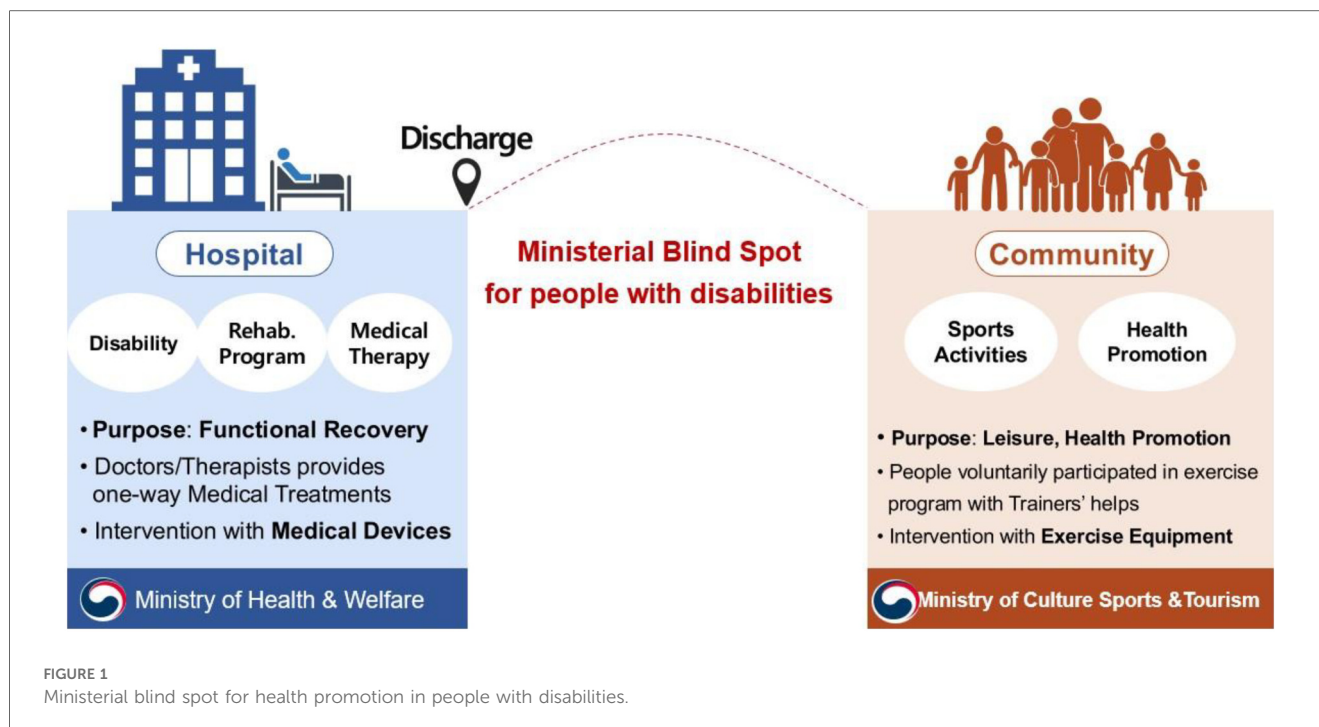 Discharge
Hospital
Disability
Rehab.
Program
Medical
Therapy
• Purpose: Functional Recovery
• Doctors/Therapists provides
one-way Medical Treatments
• Intervention with Medical Devices
Ministry of Health & Welfare
Ministerial Blind Spot
for people with disabilities
Community
Sports
Activities
Health
Promotion
• Purpose: Leisure, Health Promotion
• People voluntarily participated in exercise
program with Trainers’ helps
• Intervention with Exercise Equipment
Ministry of Culture Sports &Tourism
FIGURE 1
Ministerial blind spot for health promotion in people with disabilities.